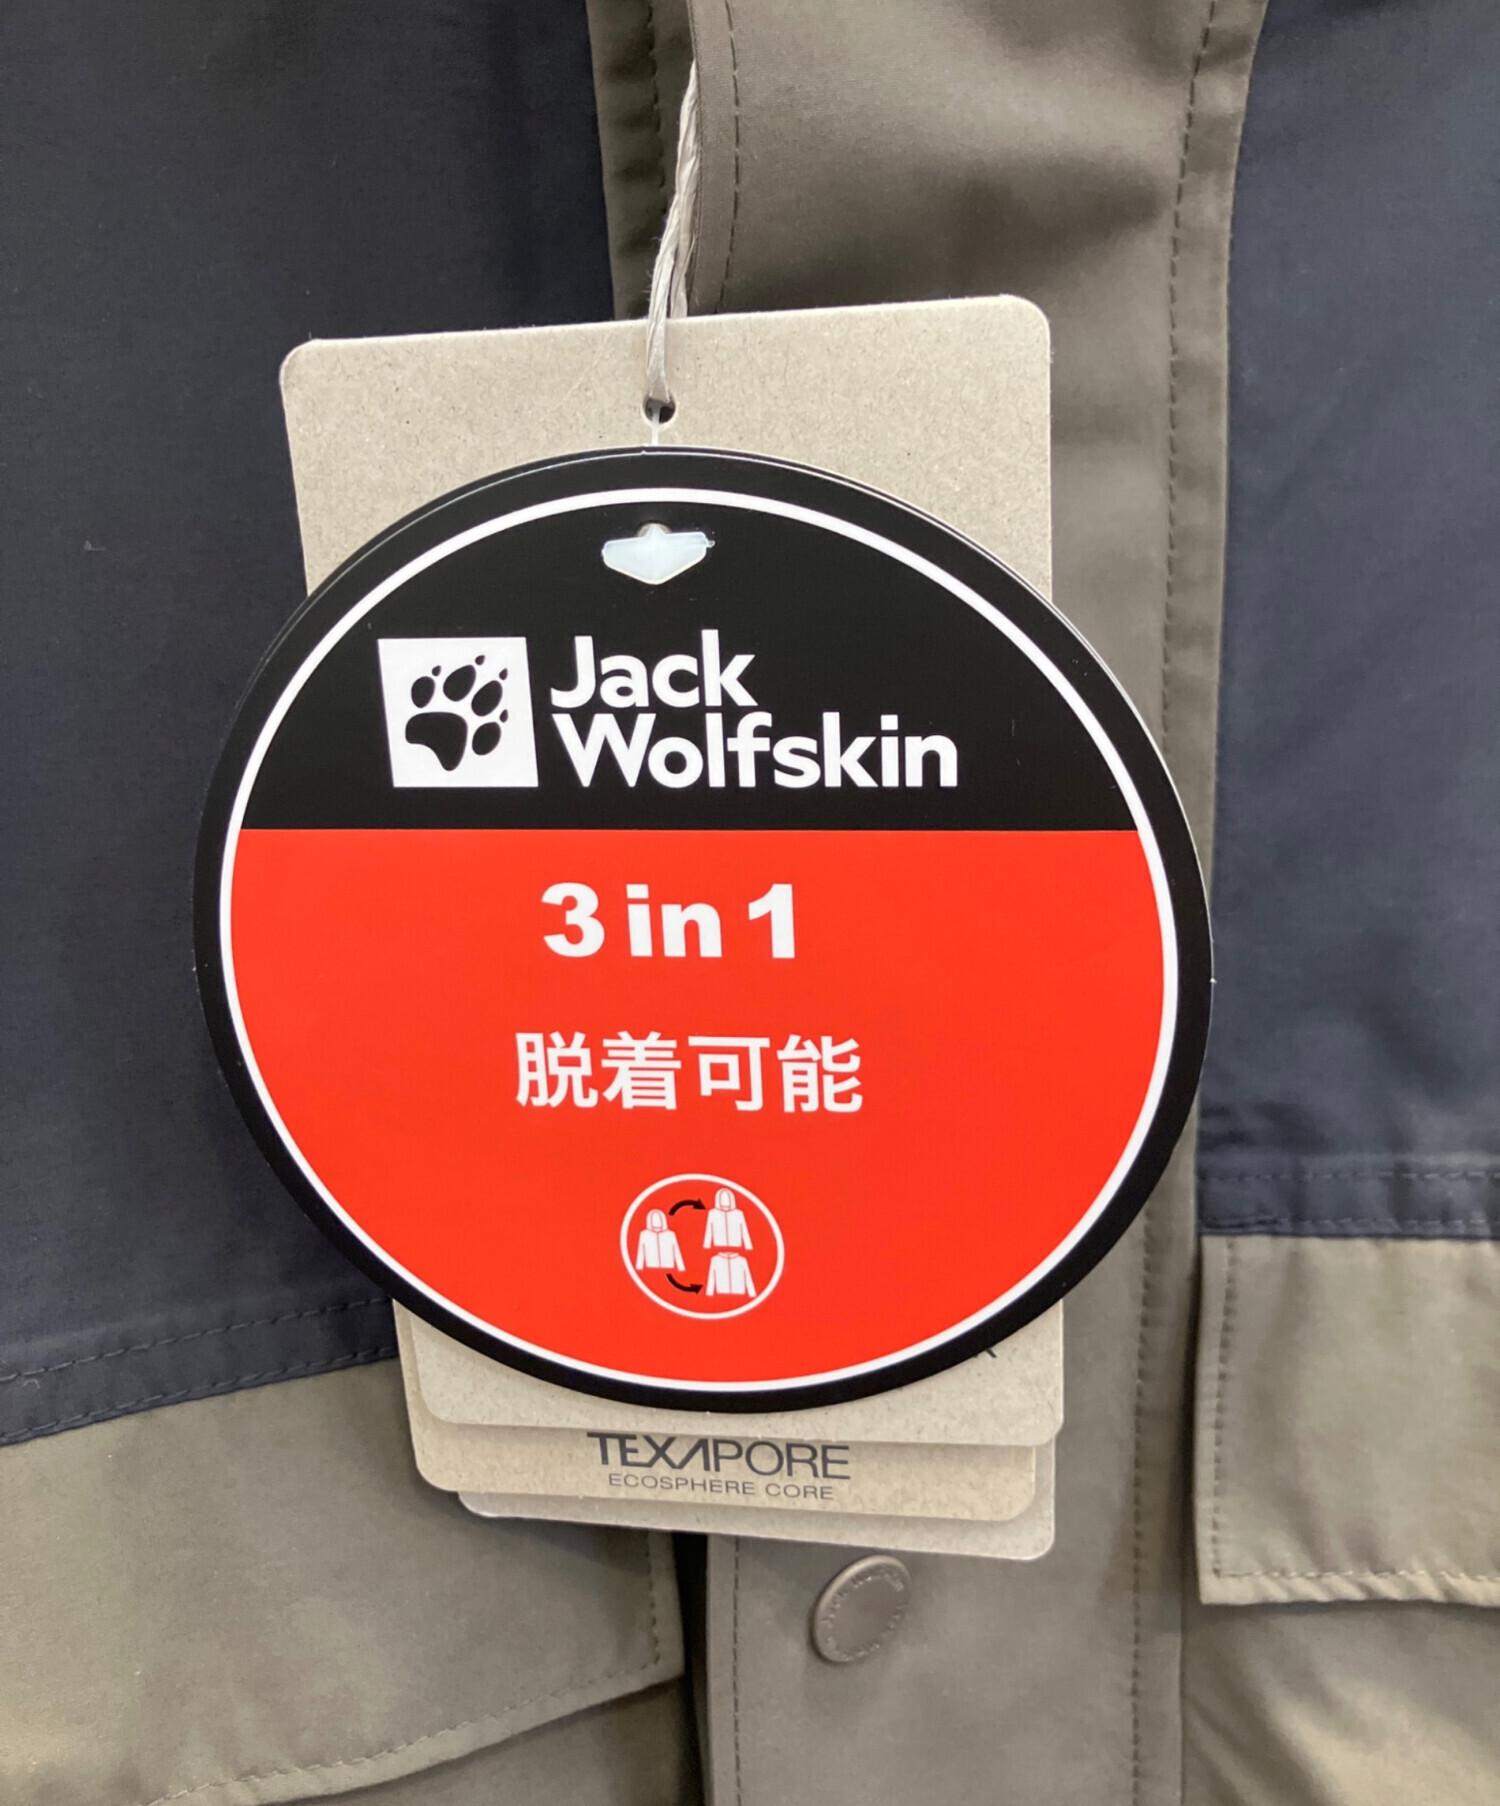 Jack
Wolfskin
3 in 1
脱着可能
TEXAPORE
ECOSPHERE CORE